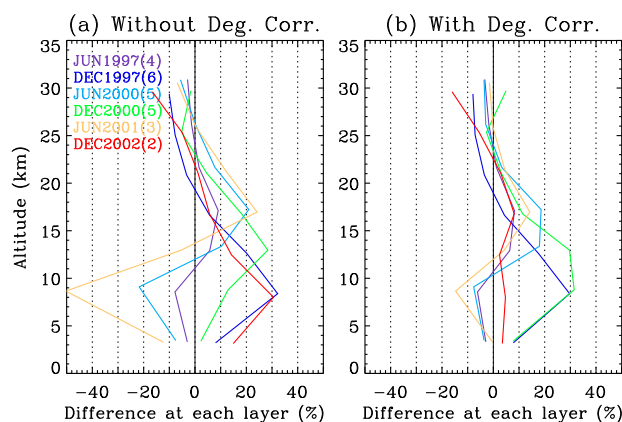 (a) Without Deg. Corr.
(b) With Deg. Corr.
35
30
25
20
15
10
5
0
Altitude (km)
JUN1997(4)
DEC1997(6)
JUN2000(5)
DEC2000(5)
JUN2001(3)
DEC2002(2)
-40 -20 0 20 40
Difference at each layer (%)
35
30
25
20
15
10
5
0
-40 -20 0 20 40
Difference at each layer (%)